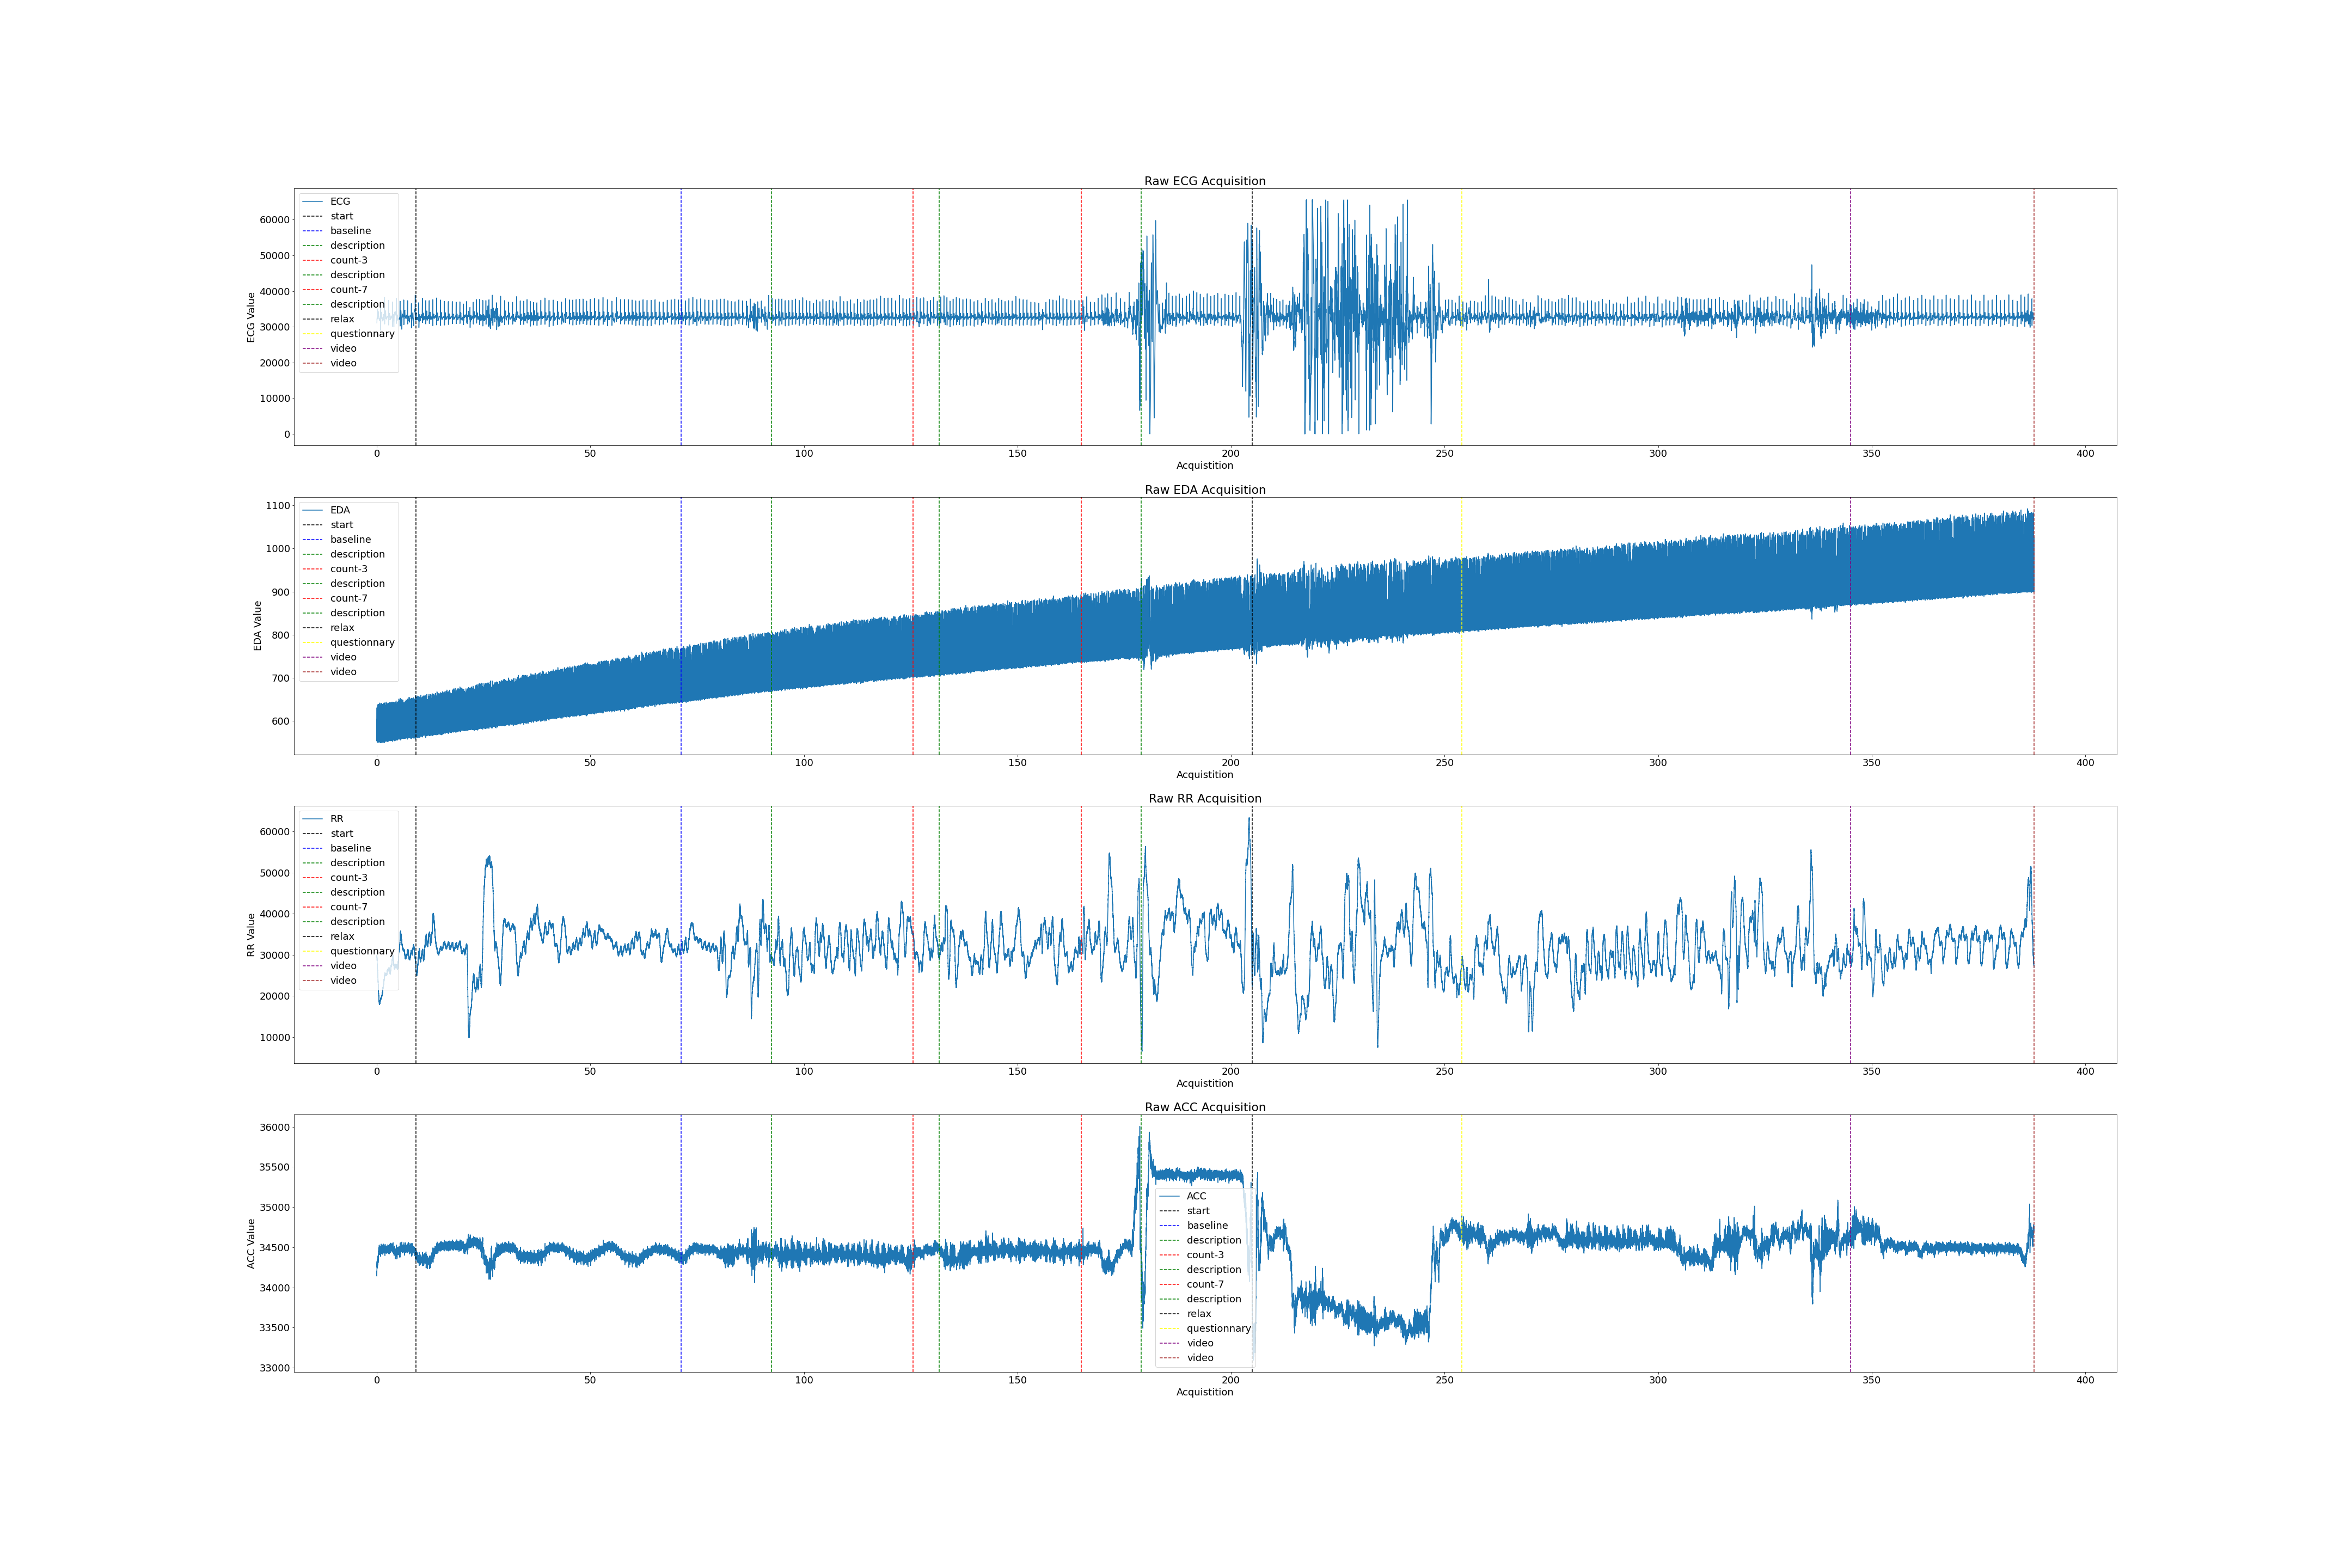 Raw ECG Acquisition
ECG Value
60000
50000
40000
30000
20000
10000
0
ECG
start
baseline
description
count-3
description
count-7
description
relax
questionnary
video
video
0 50 100 150 200 250 300 350 400
Acquistition
Raw EDA Acquisition
EDA Value
1100
1000
900
800
700
600
EDA
start
baseline
description
count-3
description
count-7
description
relax
questionnary
video
video
0 50 100 150 200 250 300 350 400
Acquistition
Raw RR Acquisition
RR Value
60000
50000
40000
30000
20000
10000
RR
start
baseline
description
count-3
description
count-7
description
relax
questionnary
video
video
0 50 100 150 200 250 300 350 400
Acquistition
Raw ACC Acquisition
ACC Value
36000
35500
35000
34500
34000
33500
33000
ACC
start
baseline
description
count-3
description
count-7
description
relax
questionnary
video
video
0 50 100 150 200 250 300 350 400
Acquistition